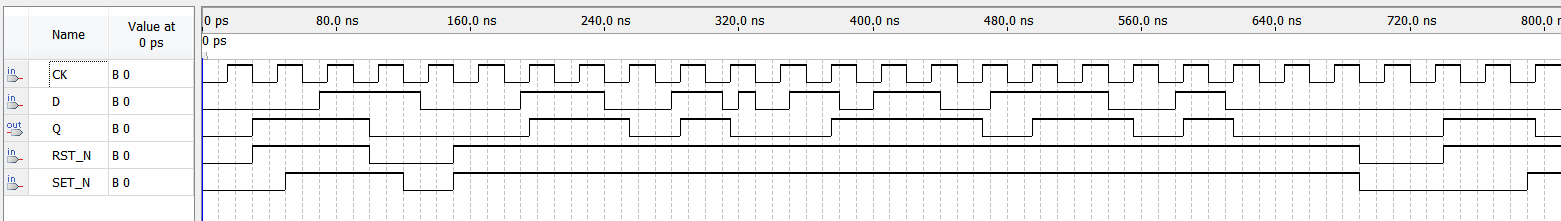 Name
Value at
0 ps
0 ps 80.0 ns 160.0 ns 240.0 ns 320.0 ns 400.0 ns 480.0 ns 560.0 ns 640.0 ns 720.0 ns 800.0 n
0 ps
in CK B 0
in D B 0
out Q B 0
in RST_N B 0
in SET_N B 0